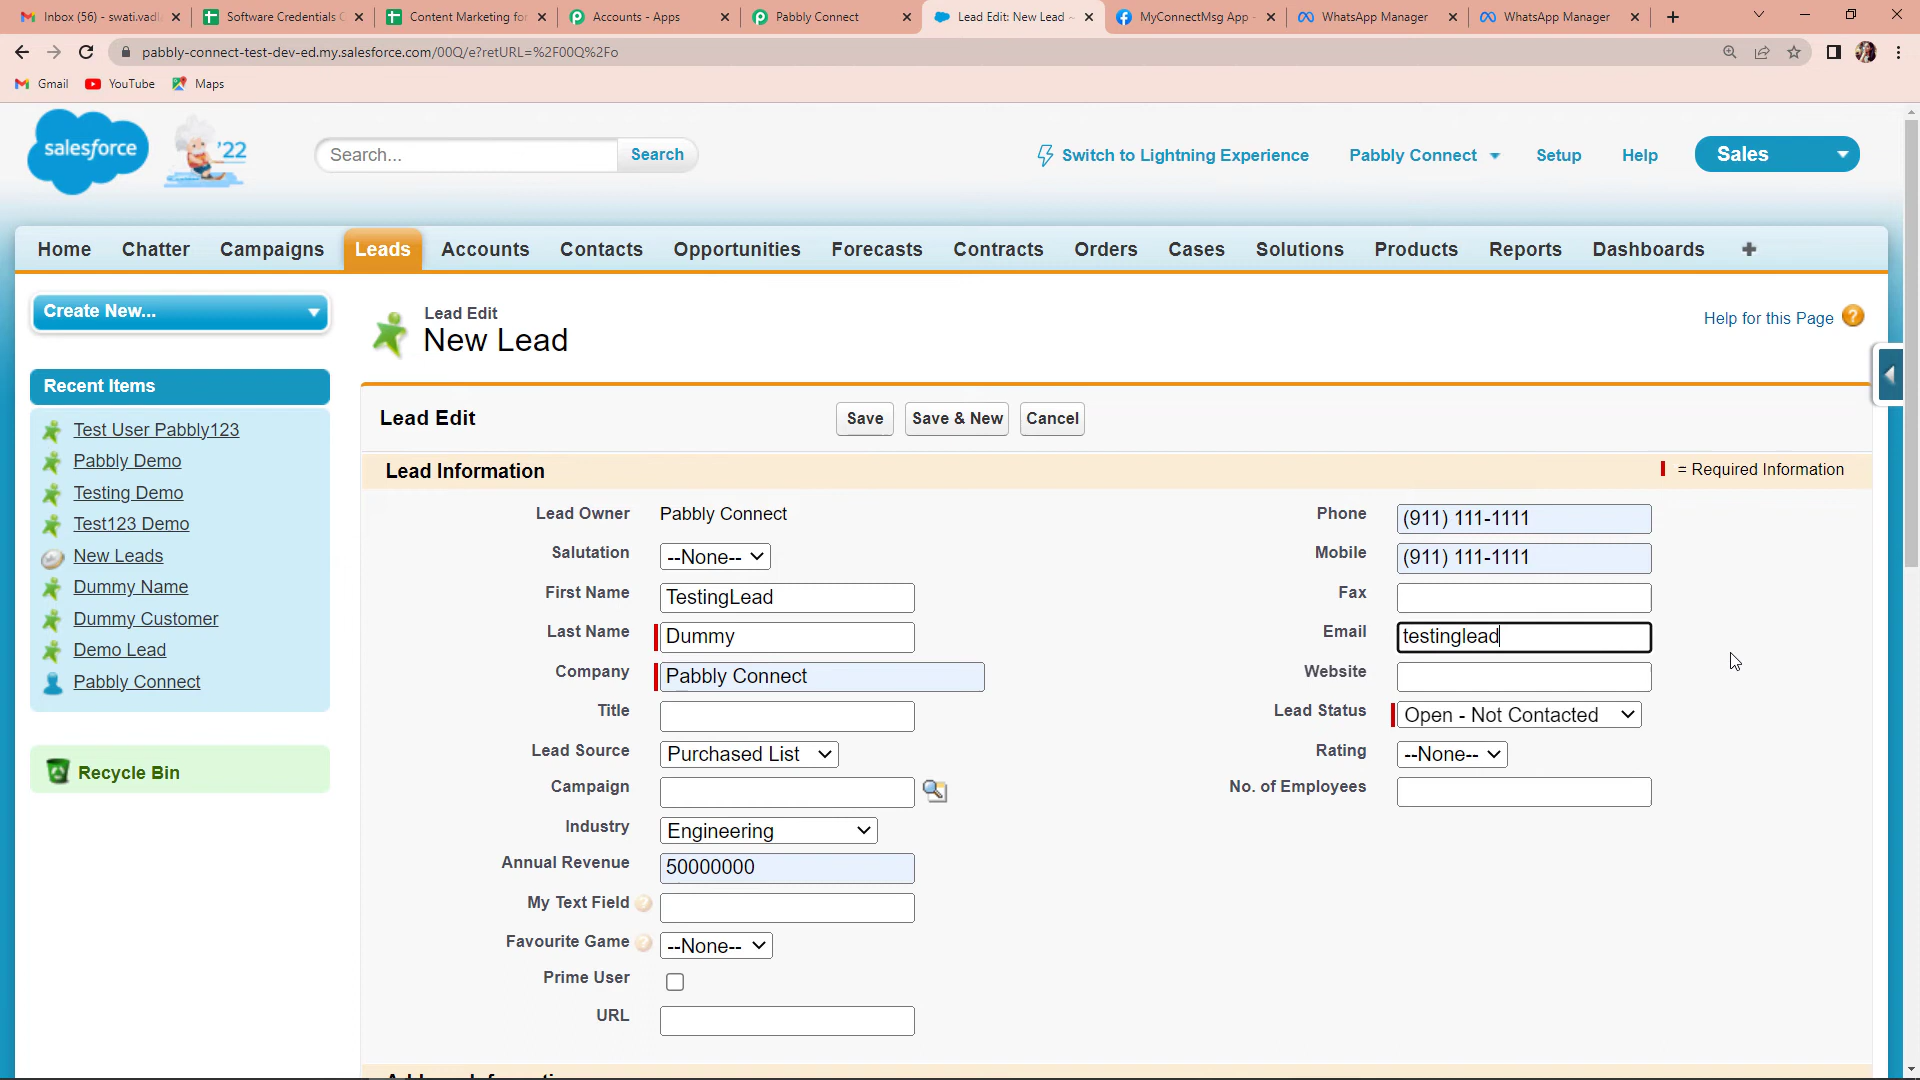 Inbox (56) - swati.vadl
Software Credentials
Content Marketing fo
Accounts - Apps
Pabbly Connect
Lead Edit: New Lead ~
MyConnectMsg App -
WhatsApp Manager
WhatsApp Manager
pabbly-connect-test-dev-ed.my.salesforce.com/00Q/e?retURL=%2F00Q%2Fo
Gmail YouTube Maps
salesforce '22
Search... Search
Switch to Lightning Experience Pabbly Connect Setup Help Sales
Home Chatter Campaigns Leads Accounts Contacts Opportunities Forecasts Contracts Orders Cases Solutions Products Reports Dashboards
Create New...
Recent Items
Test User Pabbly123
Pabbly Demo
Testing Demo
Test123 Demo
New Leads
Dummy Name
Dummy Customer
Demo Lead
Pabbly Connect
Recycle Bin
Lead Edit
New Lead
Help for this Page
Lead Edit Save Save & New Cancel
Lead Information = Required Information
Lead Owner Pabbly Connect
Salutation --None--
First Name TestingLead
Last Name Dummy
Company Pabbly Connect
Title
Lead Source Purchased List
Campaign
Industry Engineering
Annual Revenue 50000000
My Text Field
Favourite Game --None--
Prime User
URL
Phone (911) 111-1111
Mobile (911) 111-1111
Fax
Email testinglead
Website
Lead Status Open - Not Contacted
Rating --None--
No. of Employees